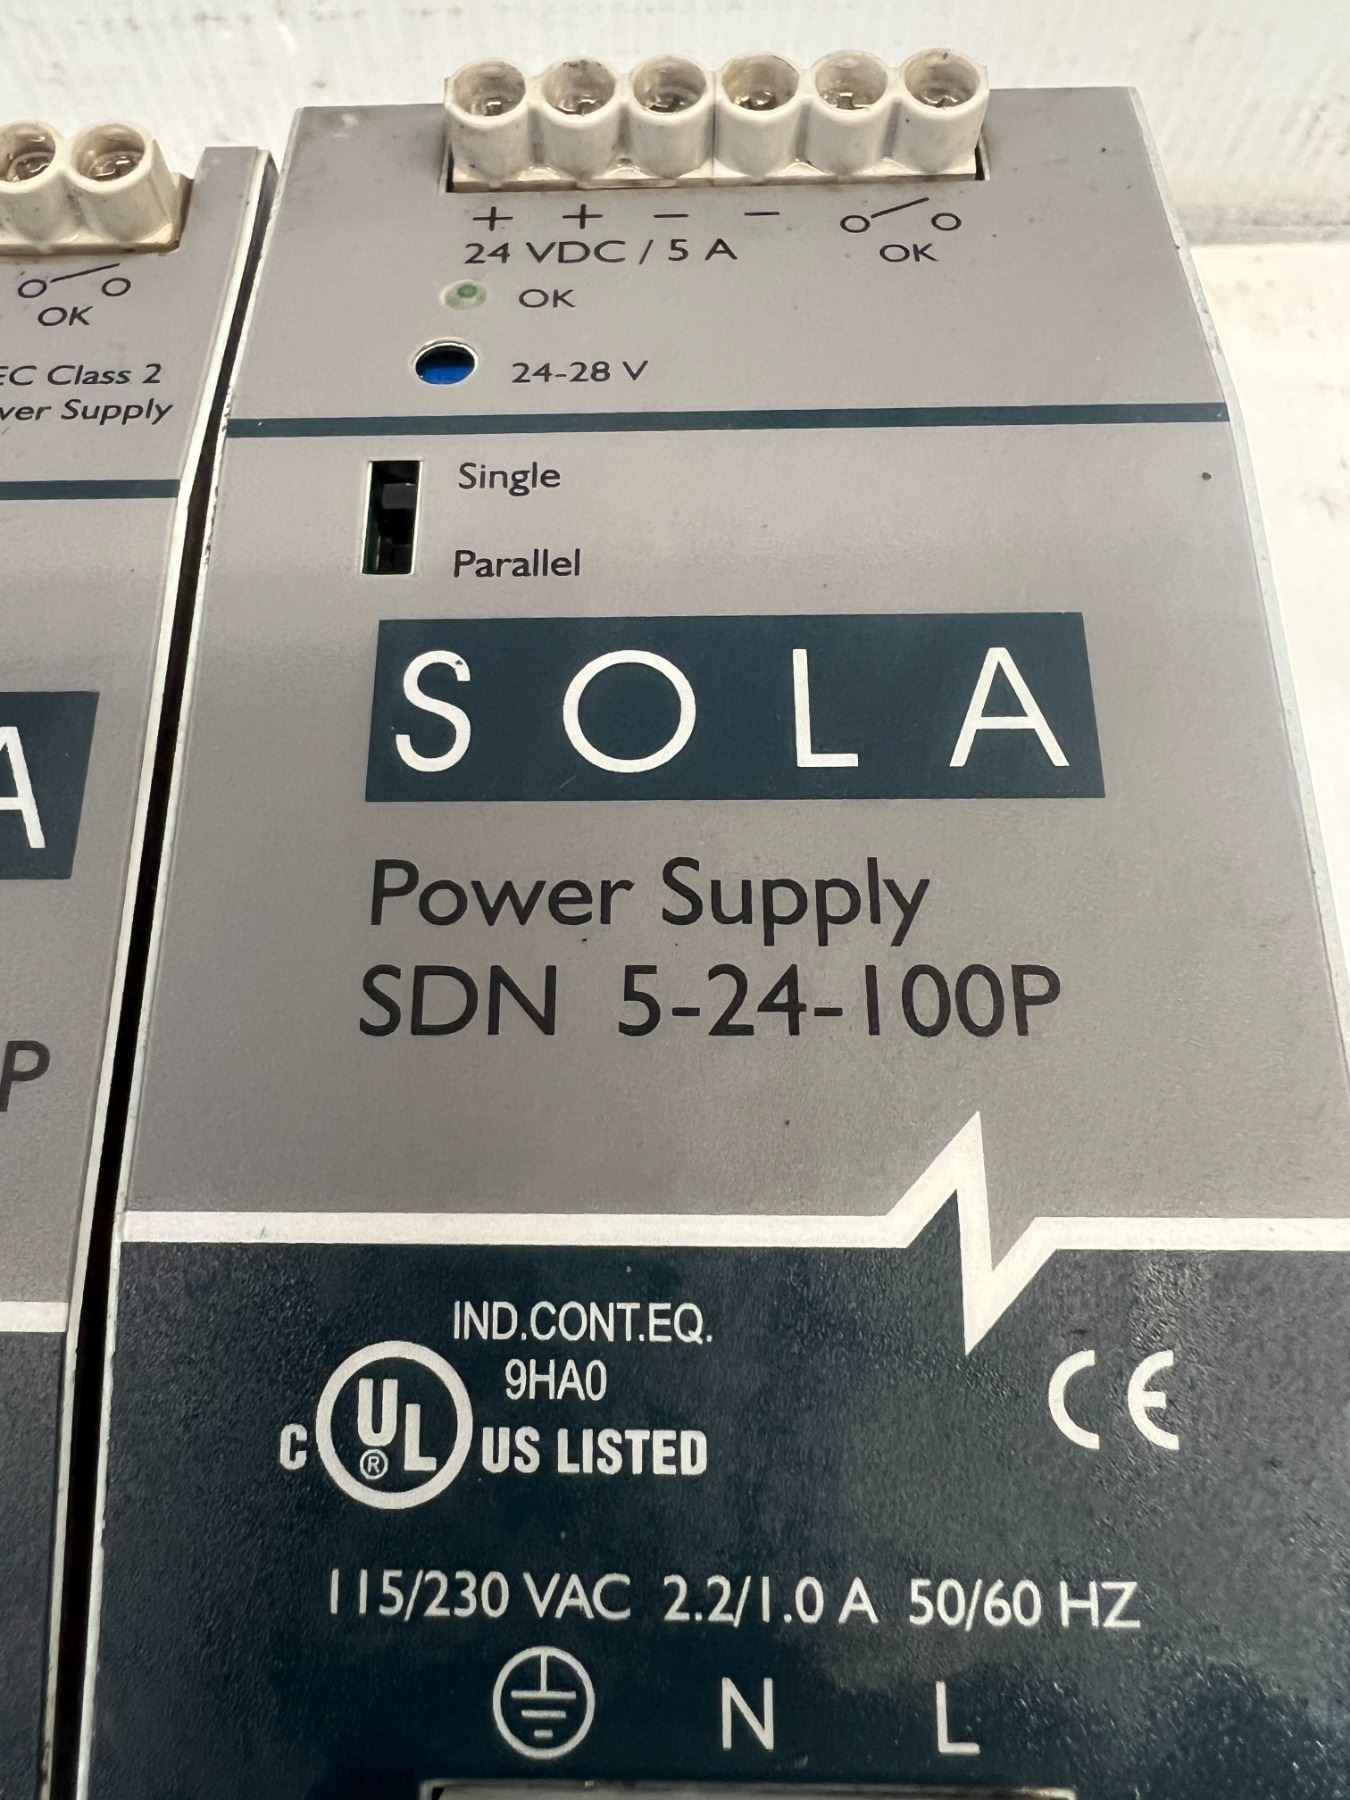 + + − −
24 VDC / 5 A
OK
OK
24-28 V
Single
Parallel
SOLA
Power Supply
SDN 5-24-100P
IND.CONT.EQ.
9HA0
C UL® US LISTED
CE
115/230 VAC 2.2/1.0 A 50/60 HZ
N L
OK
EC Class 2
wer Supply
A
P